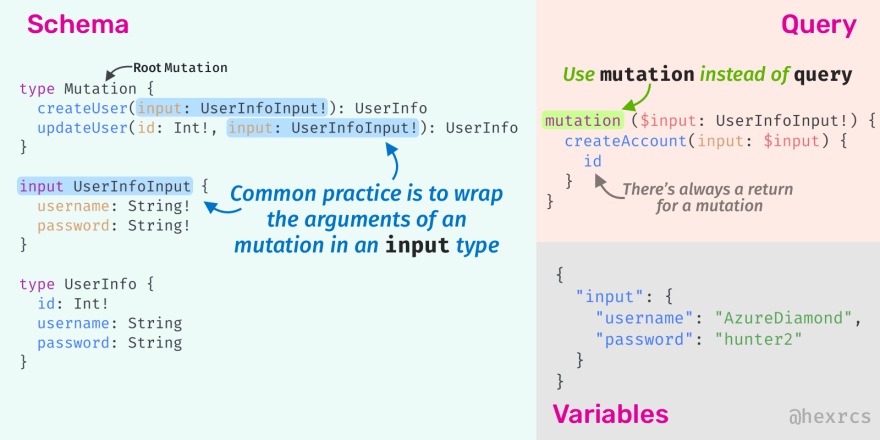 Schema
Root Mutation
type Mutation {
createUser(input: UserInfoInput!): UserInfo
updateUser(id: Int!, input: UserInfoInput!): UserInfo
}
input UserInfoInput {
username: String!
password: String!
}
Common practice is to wrap
the arguments of an
mutation in an input type
type UserInfo {
id: Int!
username: String
password: String
}
Query
Use mutation instead of query
mutation ($input: UserInfoInput!) {
createAccount(input: $input) {
id
}
}
There's always a return
for a mutation
{
"input": {
"username": "AzureDiamond",
"password": "hunter2"
}
}
Variables
@hexrcs